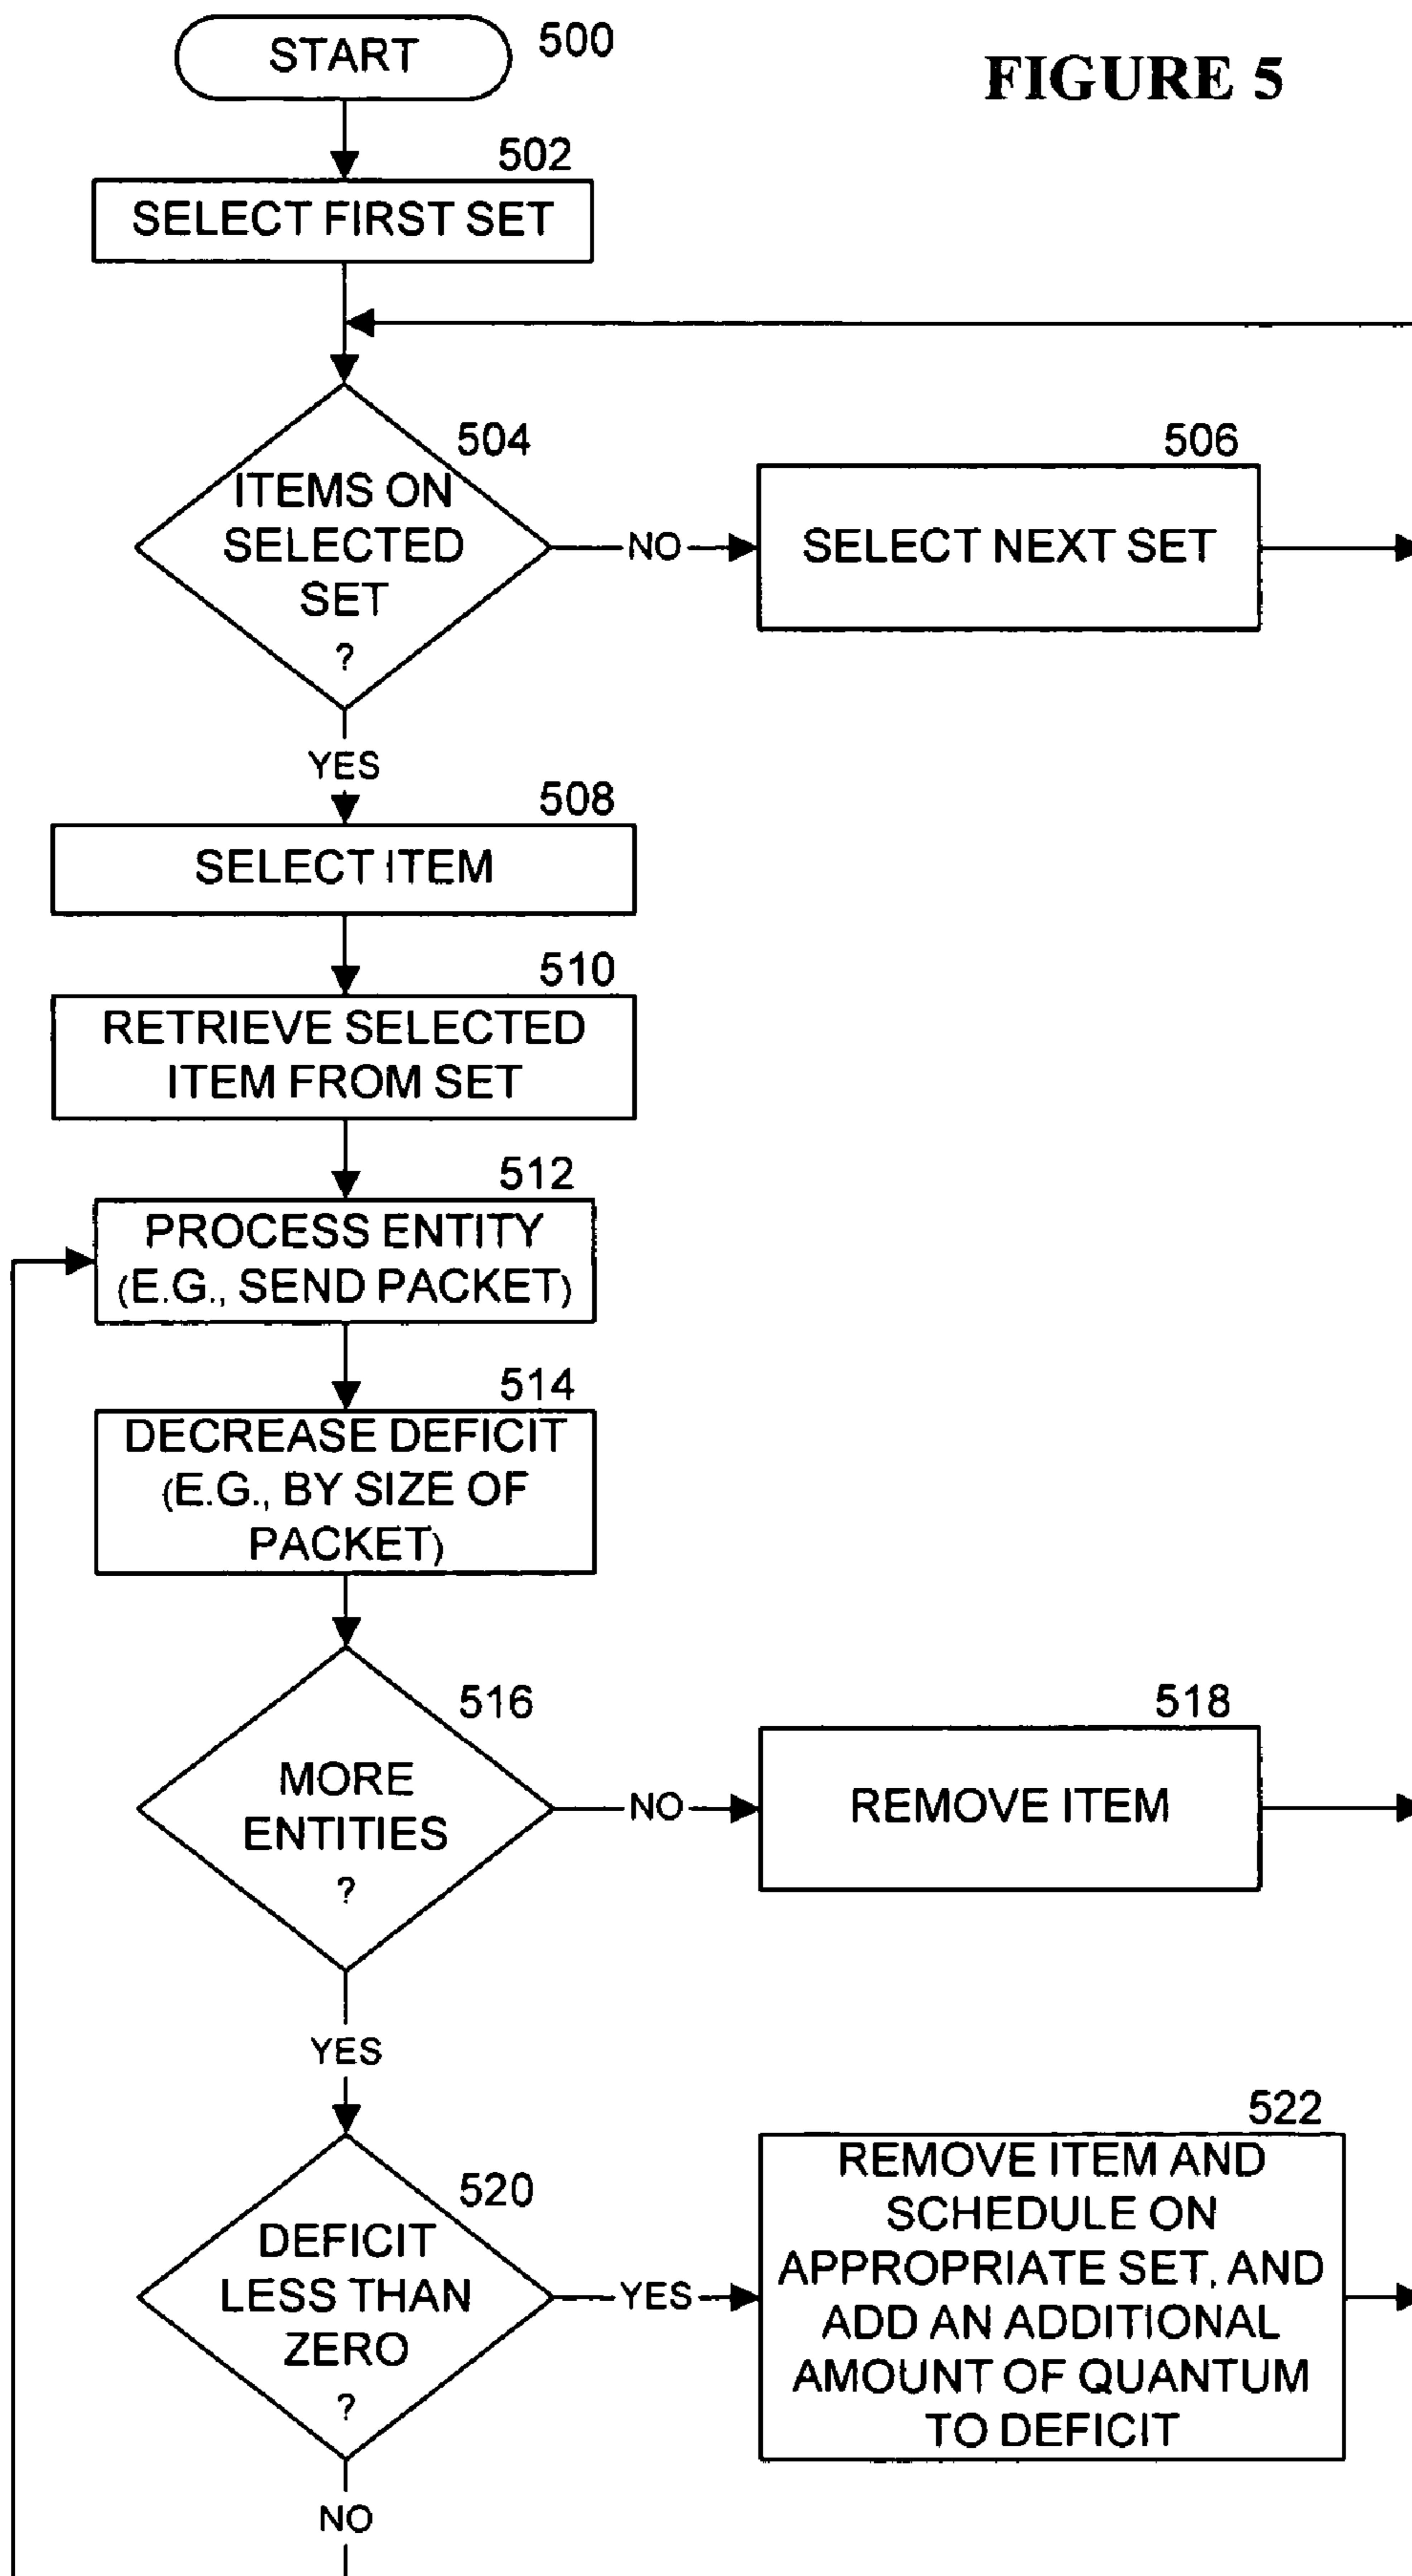 START
500
FIGURE 5
502
SELECT FIRST SET
504
ITEMS ON
SELECTED
SET
?
NO
506
SELECT NEXT SET
YES
508
SELECT ITEM
510
RETRIEVE SELECTED
ITEM FROM SET
512
PROCESS ENTITY
(E.G., SEND PACKET)
514
DECREASE DEFICIT
(E.G., BY SIZE OF
PACKET)
516
MORE
ENTITIES
?
NO
518
REMOVE ITEM
YES
520
DEFICIT
LESS THAN
ZERO
?
YES
522
REMOVE ITEM AND
SCHEDULE ON
APPROPRIATE SET, AND
ADD AN ADDITIONAL
AMOUNT OF QUANTUM
TO DEFICIT
NO